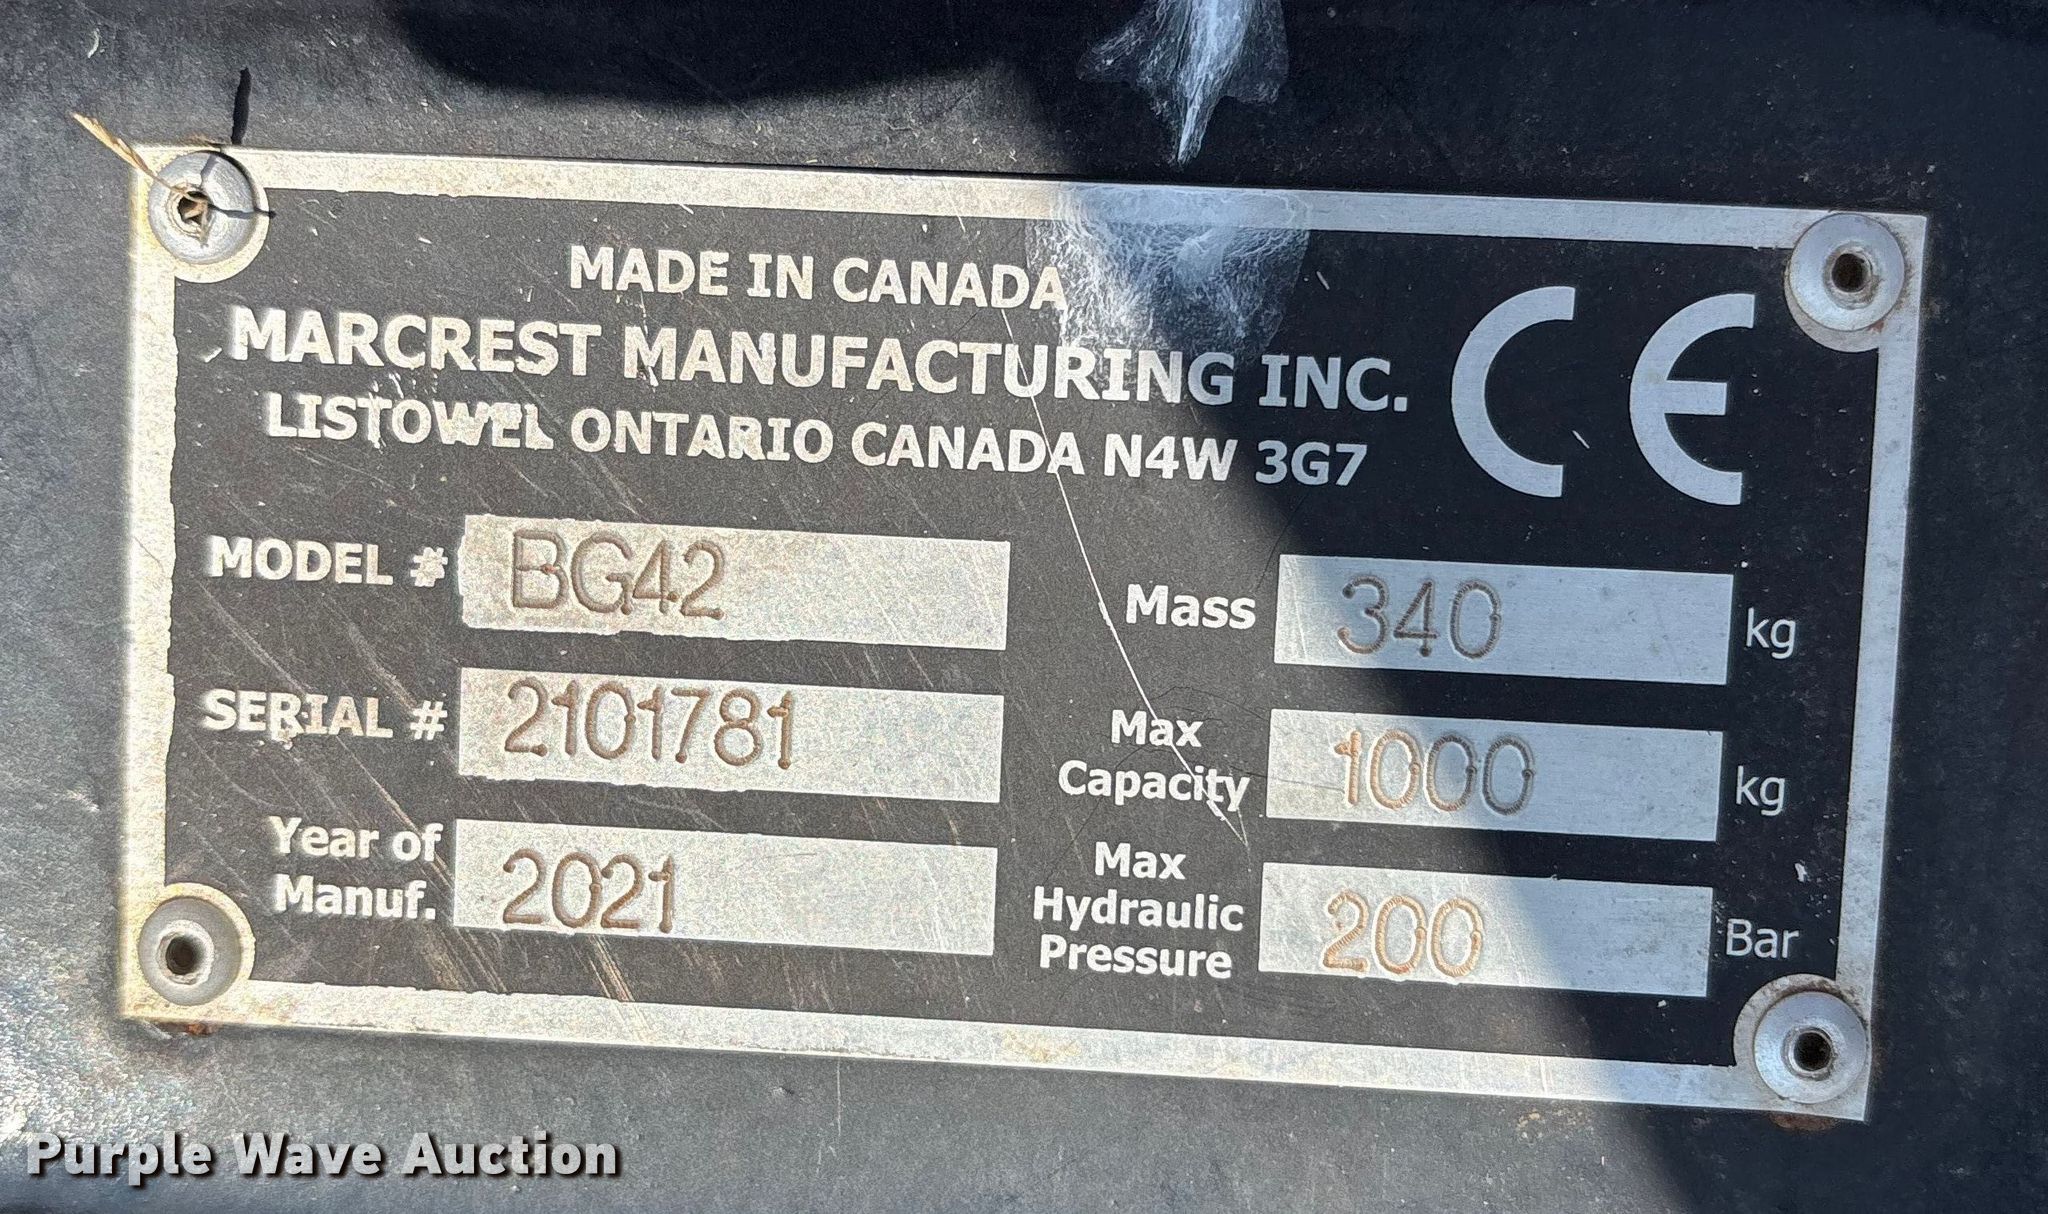 MADE IN CANADA
MARCREST MANUFACTURING INC.
LISTOWEL ONTARIO CANADA N4W 3G7
CE
MODEL # BG42
SERIAL # 2101781
Year of
Manuf. 2021
Mass 340 kg
Max
Capacity 1000 kg
Max
Hydraulic
Pressure 200 Bar
Purple Wave Auction